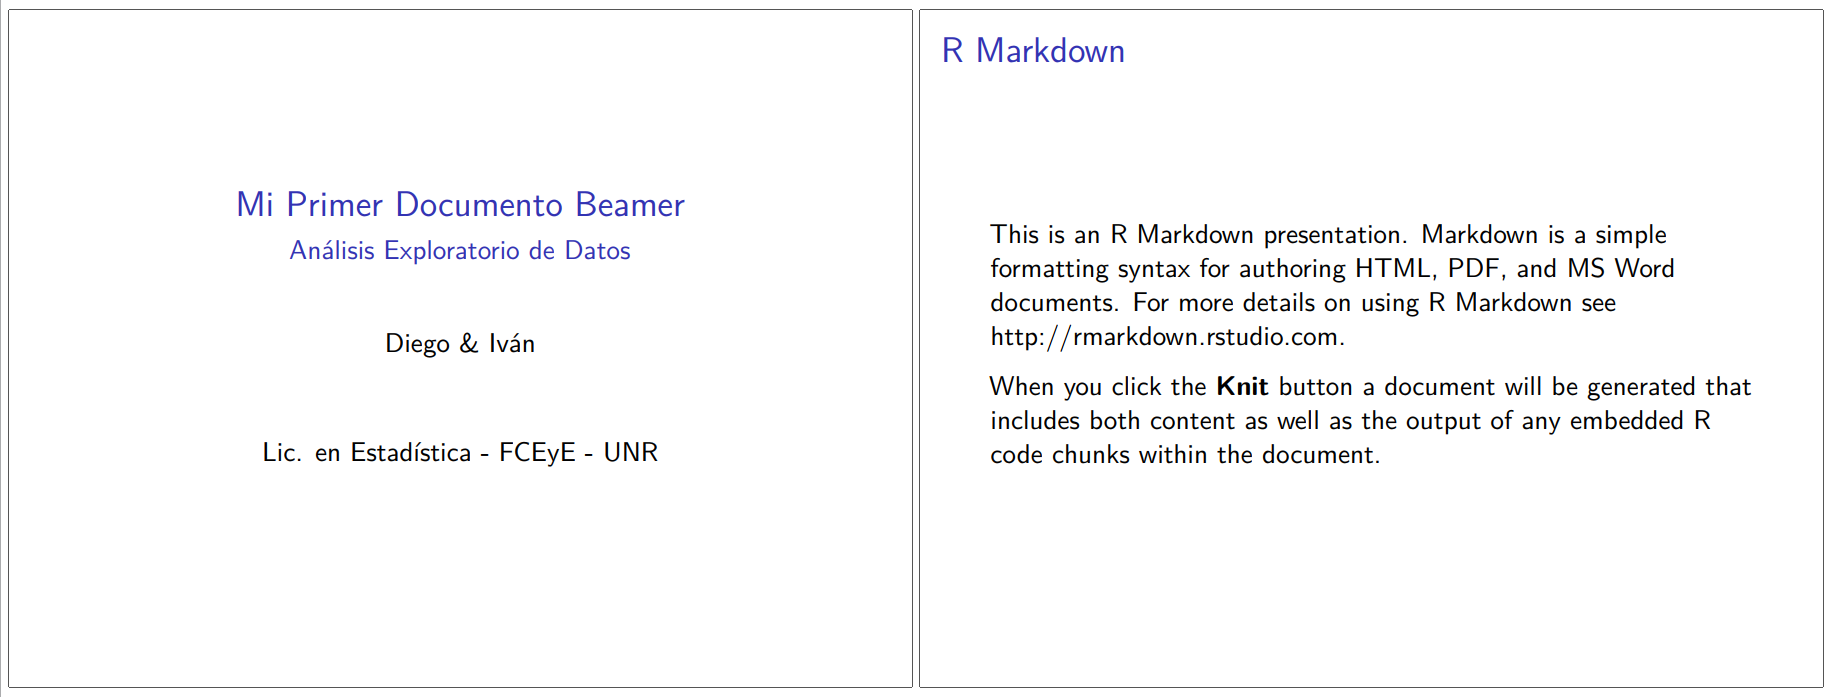 Mi Primer Documento Beamer
Análisis Exploratorio de Datos
Diego & Iván
Lic. en Estadística - FCEyE - UNR
R Markdown
This is an R Markdown presentation. Markdown is a simple
formatting syntax for authoring HTML, PDF, and MS Word
documents. For more details on using R Markdown see
http://rmarkdown.rstudio.com.
When you click the Knit button a document will be generated that
includes both content as well as the output of any embedded R
code chunks within the document.